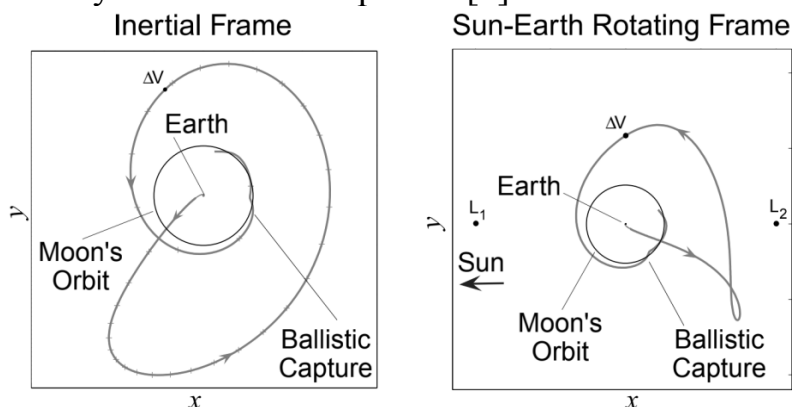 Inertial Frame
ΔV
Earth
Moon's
Orbit
Ballistic
Capture
y
x
Sun-Earth Rotating Frame
ΔV
Earth
L1
L2
Sun
Moon's
Orbit
Ballistic
Capture
y
x